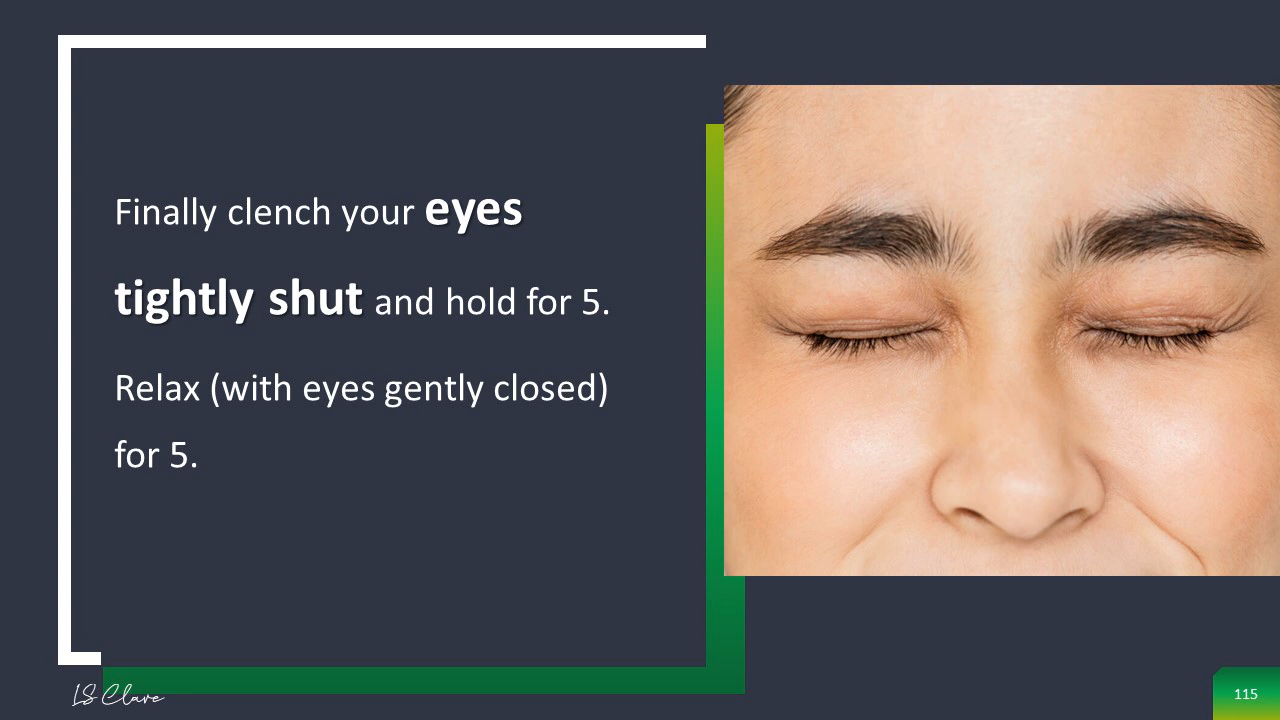 Finally clench your eyes
tightly shut and hold for 5.
Relax (with eyes gently closed)
for 5.
LS Clave
115